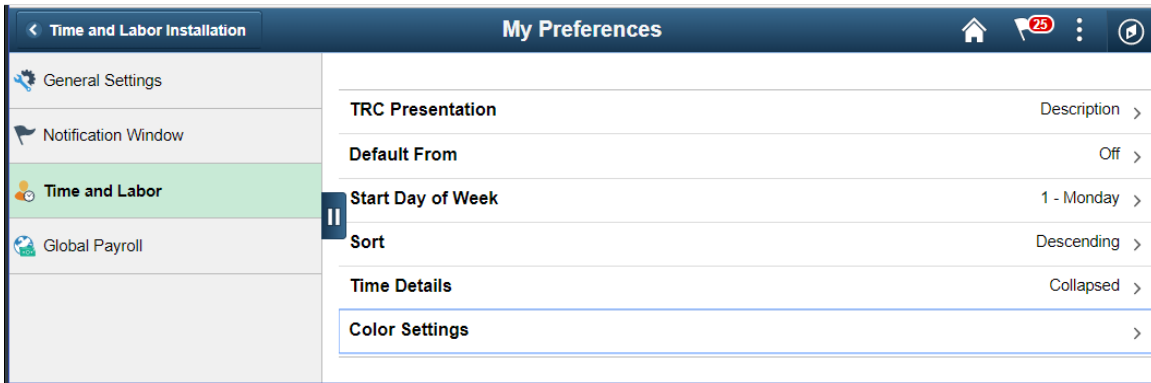 Time and Labor Installation
My Preferences
25
General Settings
Notification Window
Time and Labor
Global Payroll
TRC Presentation Description
Default From Off
Start Day of Week 1 - Monday
Sort Descending
Time Details Collapsed
Color Settings